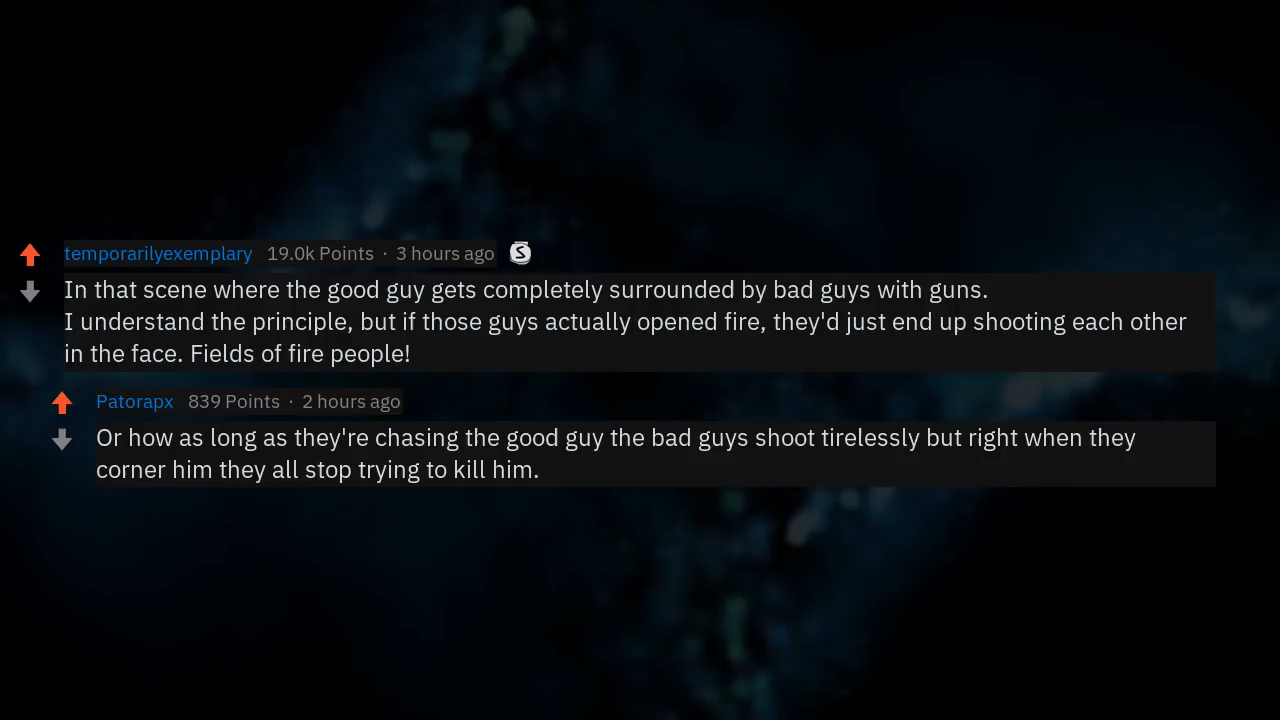 temporarilyexemplary 19.0k Points · 3 hours ago S
In that scene where the good guy gets completely surrounded by bad guys with guns.
I understand the principle, but if those guys actually opened fire, they'd just end up shooting each other
in the face. Fields of fire people!
Patorapx 839 Points · 2 hours ago
Or how as long as they're chasing the good guy the bad guys shoot tirelessly but right when they
corner him they all stop trying to kill him.